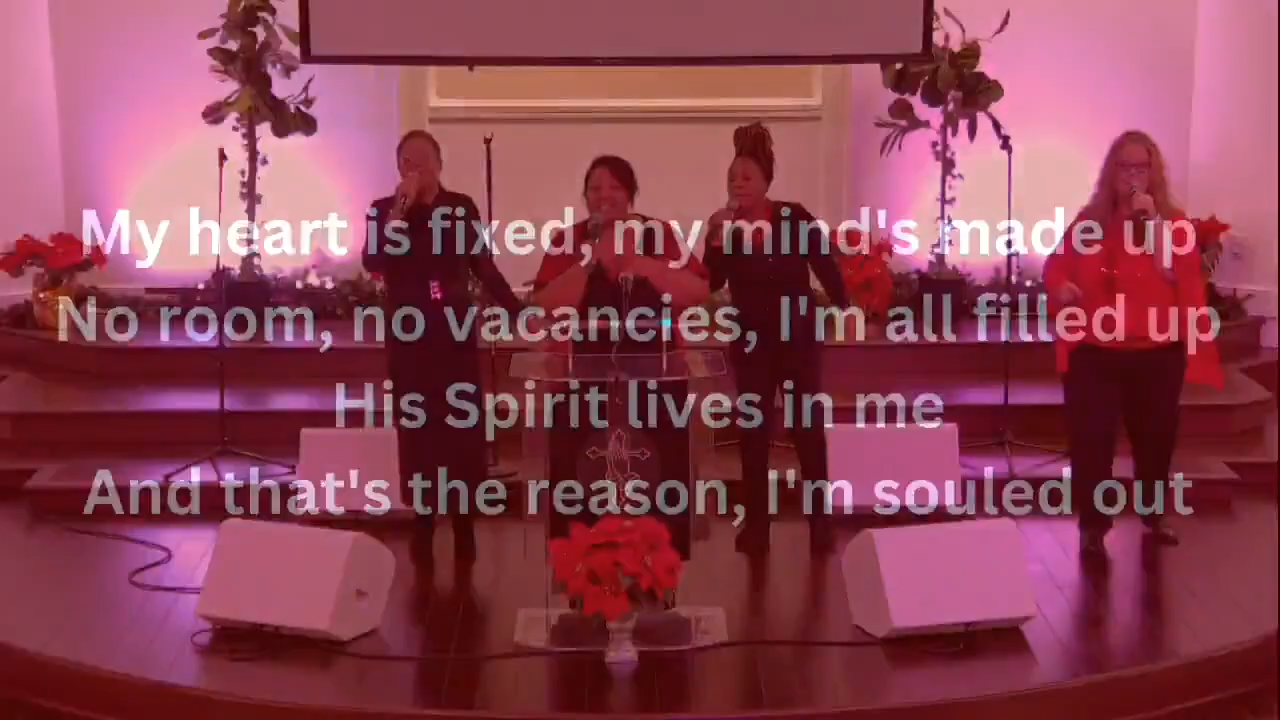 My heart is fixed, my mind's made up
No room, no vacancies, I'm all filled up
His Spirit lives in me
And that's the reason, I'm souled out